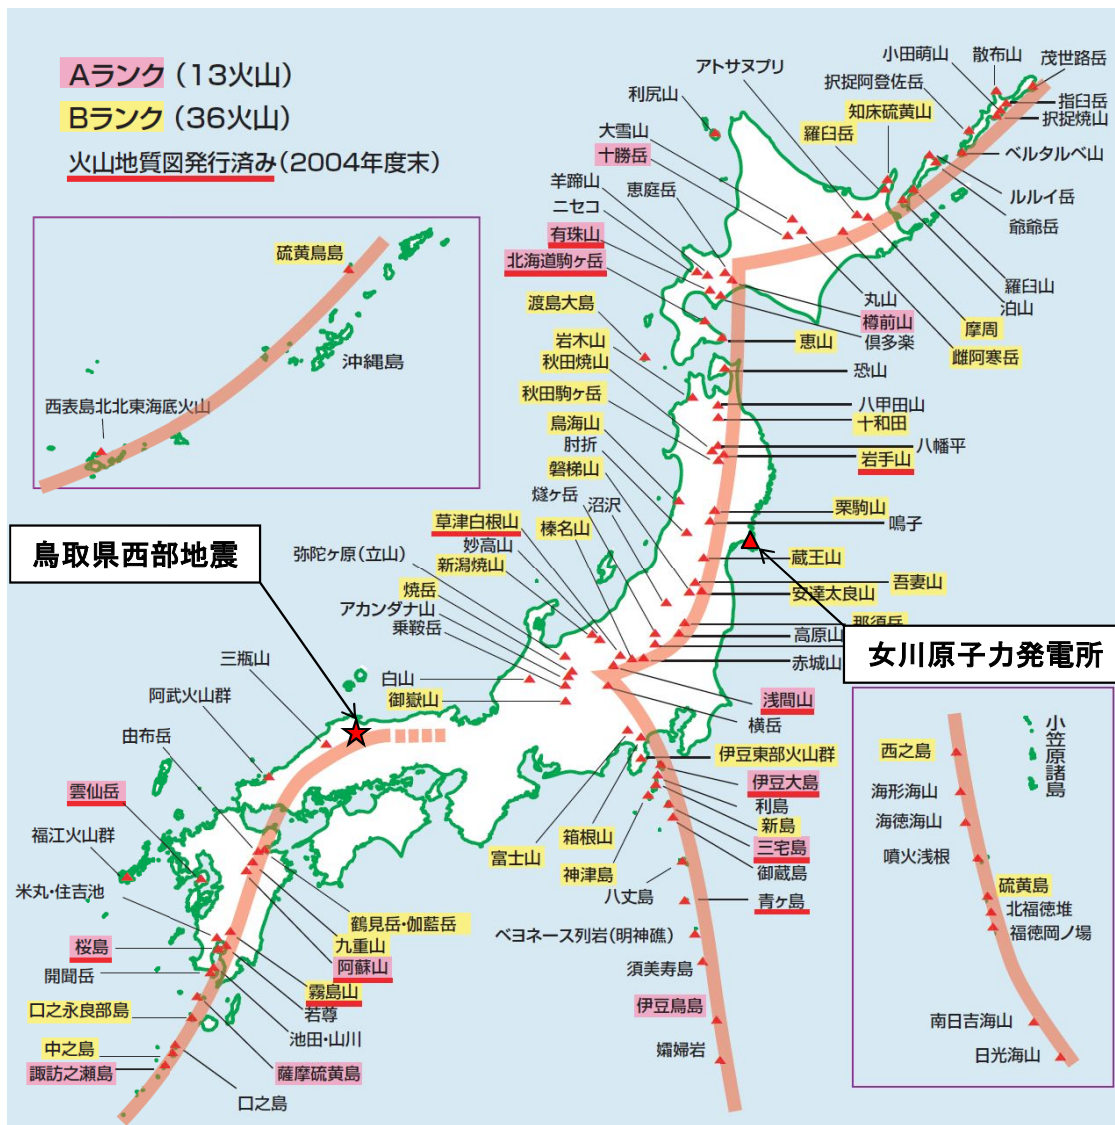 Aランク（13火山）
Bランク（36火山）
火山地質図発行済み（2004年度末）
硫黄鳥島
沖縄島
西表島北北東海底火山
鳥取県西部地震
女川原子力発電所
アトサヌプリ
小田萌山
散布山
茂世路岳
択捉阿登佐岳
指臼岳
択捉焼山
利尻山
知床硫黄山
羅臼岳
大雪山
十勝岳
ベルタルベ山
ルルイ岳
爺爺岳
羊蹄山
恵庭岳
ニセコ
有珠山
北海道駒ヶ岳
羅臼山
泊山
丸山
樽前山
倶多楽
摩周
雌阿寒岳
渡島大島
恵山
岩木山
秋田焼山
恐山
秋田駒ヶ岳
八甲田山
十和田
鳥海山
八幡平
肘折
岩手山
磐梯山
燧ヶ岳
沼沢
栗駒山
鳴子
草津白根山
榛名山
妙高山
弥陀ヶ原（立山）
新潟焼山
蔵王山
焼岳
吾妻山
アカンダナ山
安達太良山
乗鞍岳
那須岳
高原山
赤城山
三瓶山
白山
御嶽山
浅間山
横岳
阿武火山群
由布岳
伊豆東部火山群
雲仙岳
伊豆大島
利島
福江火山群
箱根山
新島
富士山
三宅島
神津島
御蔵島
米丸・住吉池
八丈島
青ヶ島
鶴見岳・伽藍岳
九重山
ベヨネース列岩（明神礁）
桜島
阿蘇山
開聞岳
須美寿島
霧島山
若尊
口之永良部島
伊豆鳥島
池田・山川
中之島
諏訪之瀬島
薩摩硫黄島
孀婦岩
口之島
小笠原諸島
西之島
海形海山
海徳海山
噴火浅根
硫黄島
北福徳堆
福徳岡ノ場
南日吉海山
日光海山